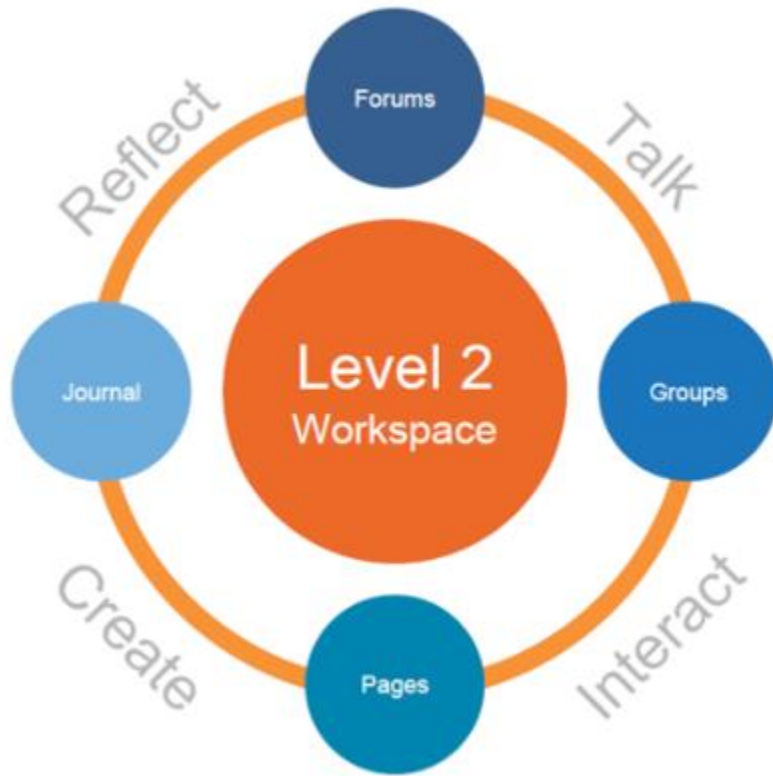 Forums
Reflect
Talk
Level 2
Workspace
Journal
Groups
Create
Interact
Pages